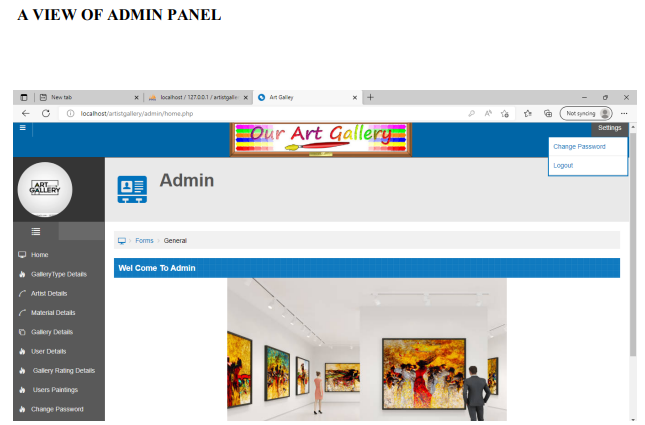 A VIEW OF ADMIN PANEL
New tab
localhost / 127.0.0.1 / artistgalle
Art Galley
localhost/artistgallery/admin/home.php
Not syncing
Our Art Gallery
Settings
Change Password
Logout
ART
GALLERY
Admin
Forms > General
Wel Come To Admin
Home
GalleryType Details
Artist Details
Material Details
Gallery Details
User Details
Gallery Rating Details
Users Paintings
Change Password